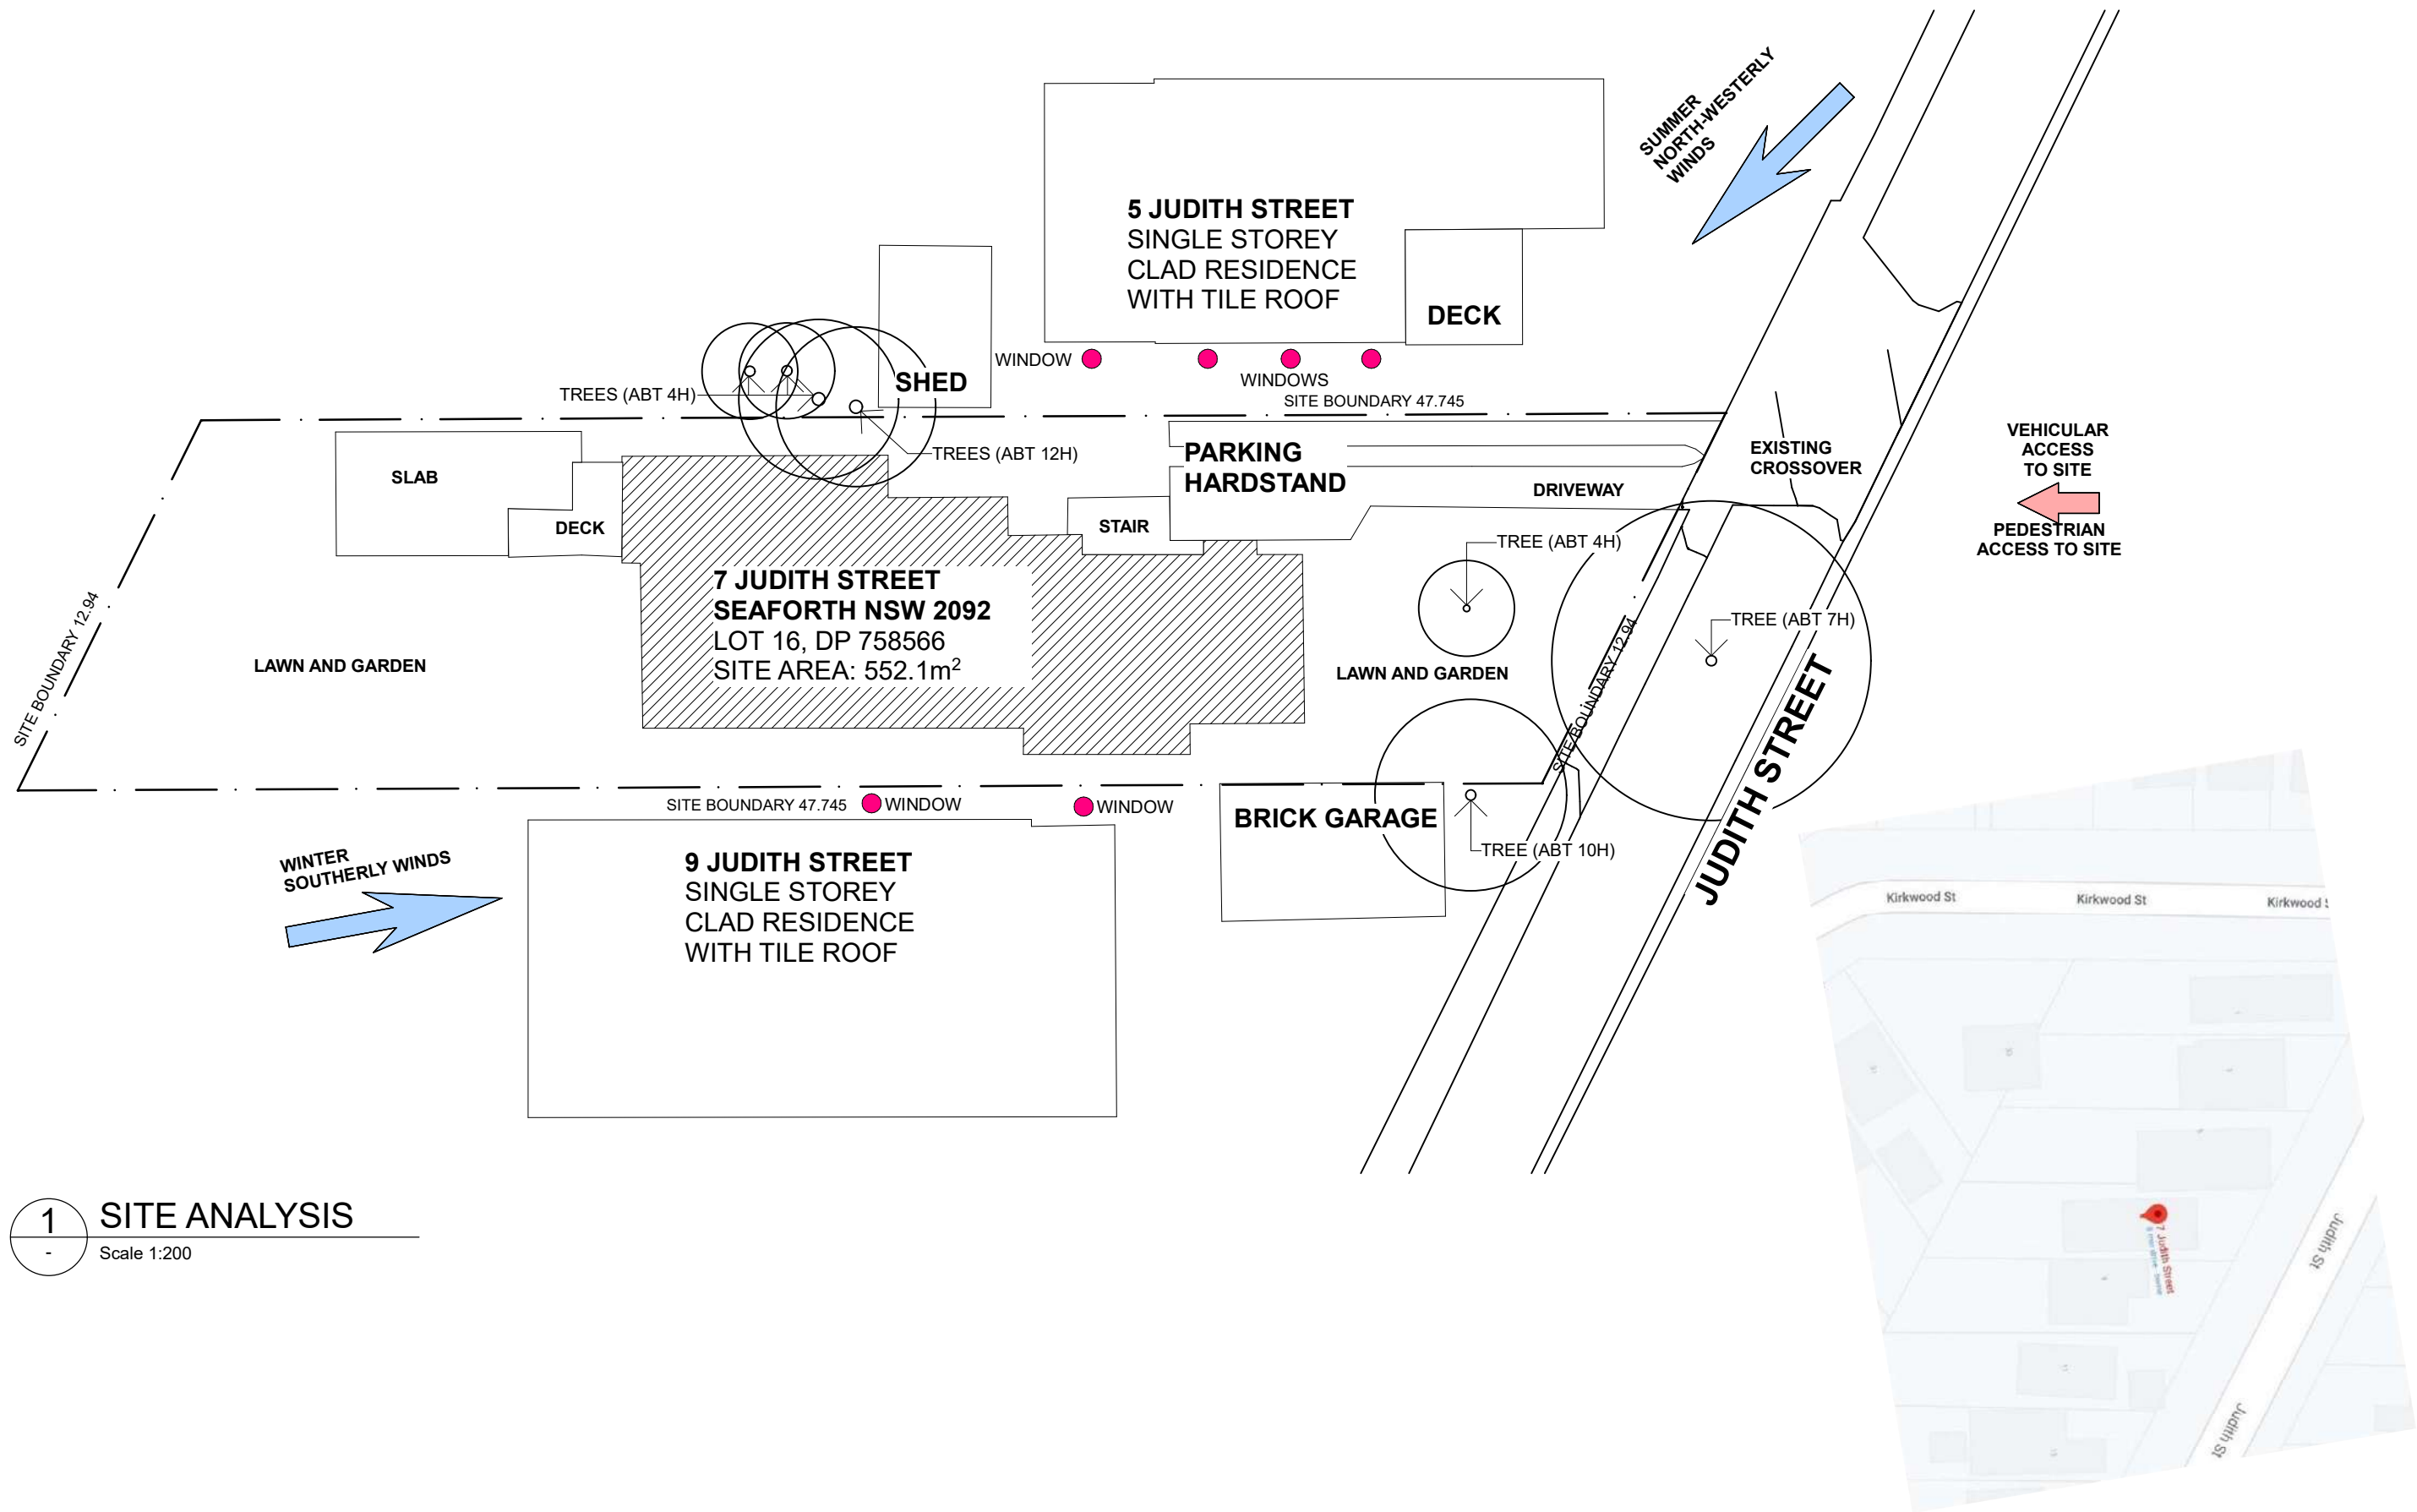 SUMMER
NORTH-WESTERLY
WINDS
5 JUDITH STREET
SINGLE STOREY
CLAD RESIDENCE
WITH TILE ROOF
DECK
SHED
WINDOW
WINDOWS
TREES (ABT 4H)
SITE BOUNDARY 47.745
TREES (ABT 12H)
PARKING
HARDSTAND
EXISTING
CROSSOVER
VEHICULAR
ACCESS
TO SITE
PEDESTRIAN
ACCESS TO SITE
SLAB
DECK
STAIR
DRIVEWAY
TREE (ABT 4H)
7 JUDITH STREET
SEAFORTH NSW 2092
LOT 16, DP 758566
SITE AREA: 552.1m²
SITE BOUNDARY 12.94
LAWN AND GARDEN
LAWN AND GARDEN
SITE BOUNDARY 12.94
TREE (ABT 7H)
JUDITH STREET
SITE BOUNDARY 47.745
WINDOW
WINDOW
BRICK GARAGE
TREE (ABT 10H)
WINTER
SOUTHERLY WINDS
9 JUDITH STREET
SINGLE STOREY
CLAD RESIDENCE
WITH TILE ROOF
Kirkwood St
Kirkwood St
Kirkwood
7 Judith Street
Judith St
Judith St
1
-
SITE ANALYSIS
Scale 1:200